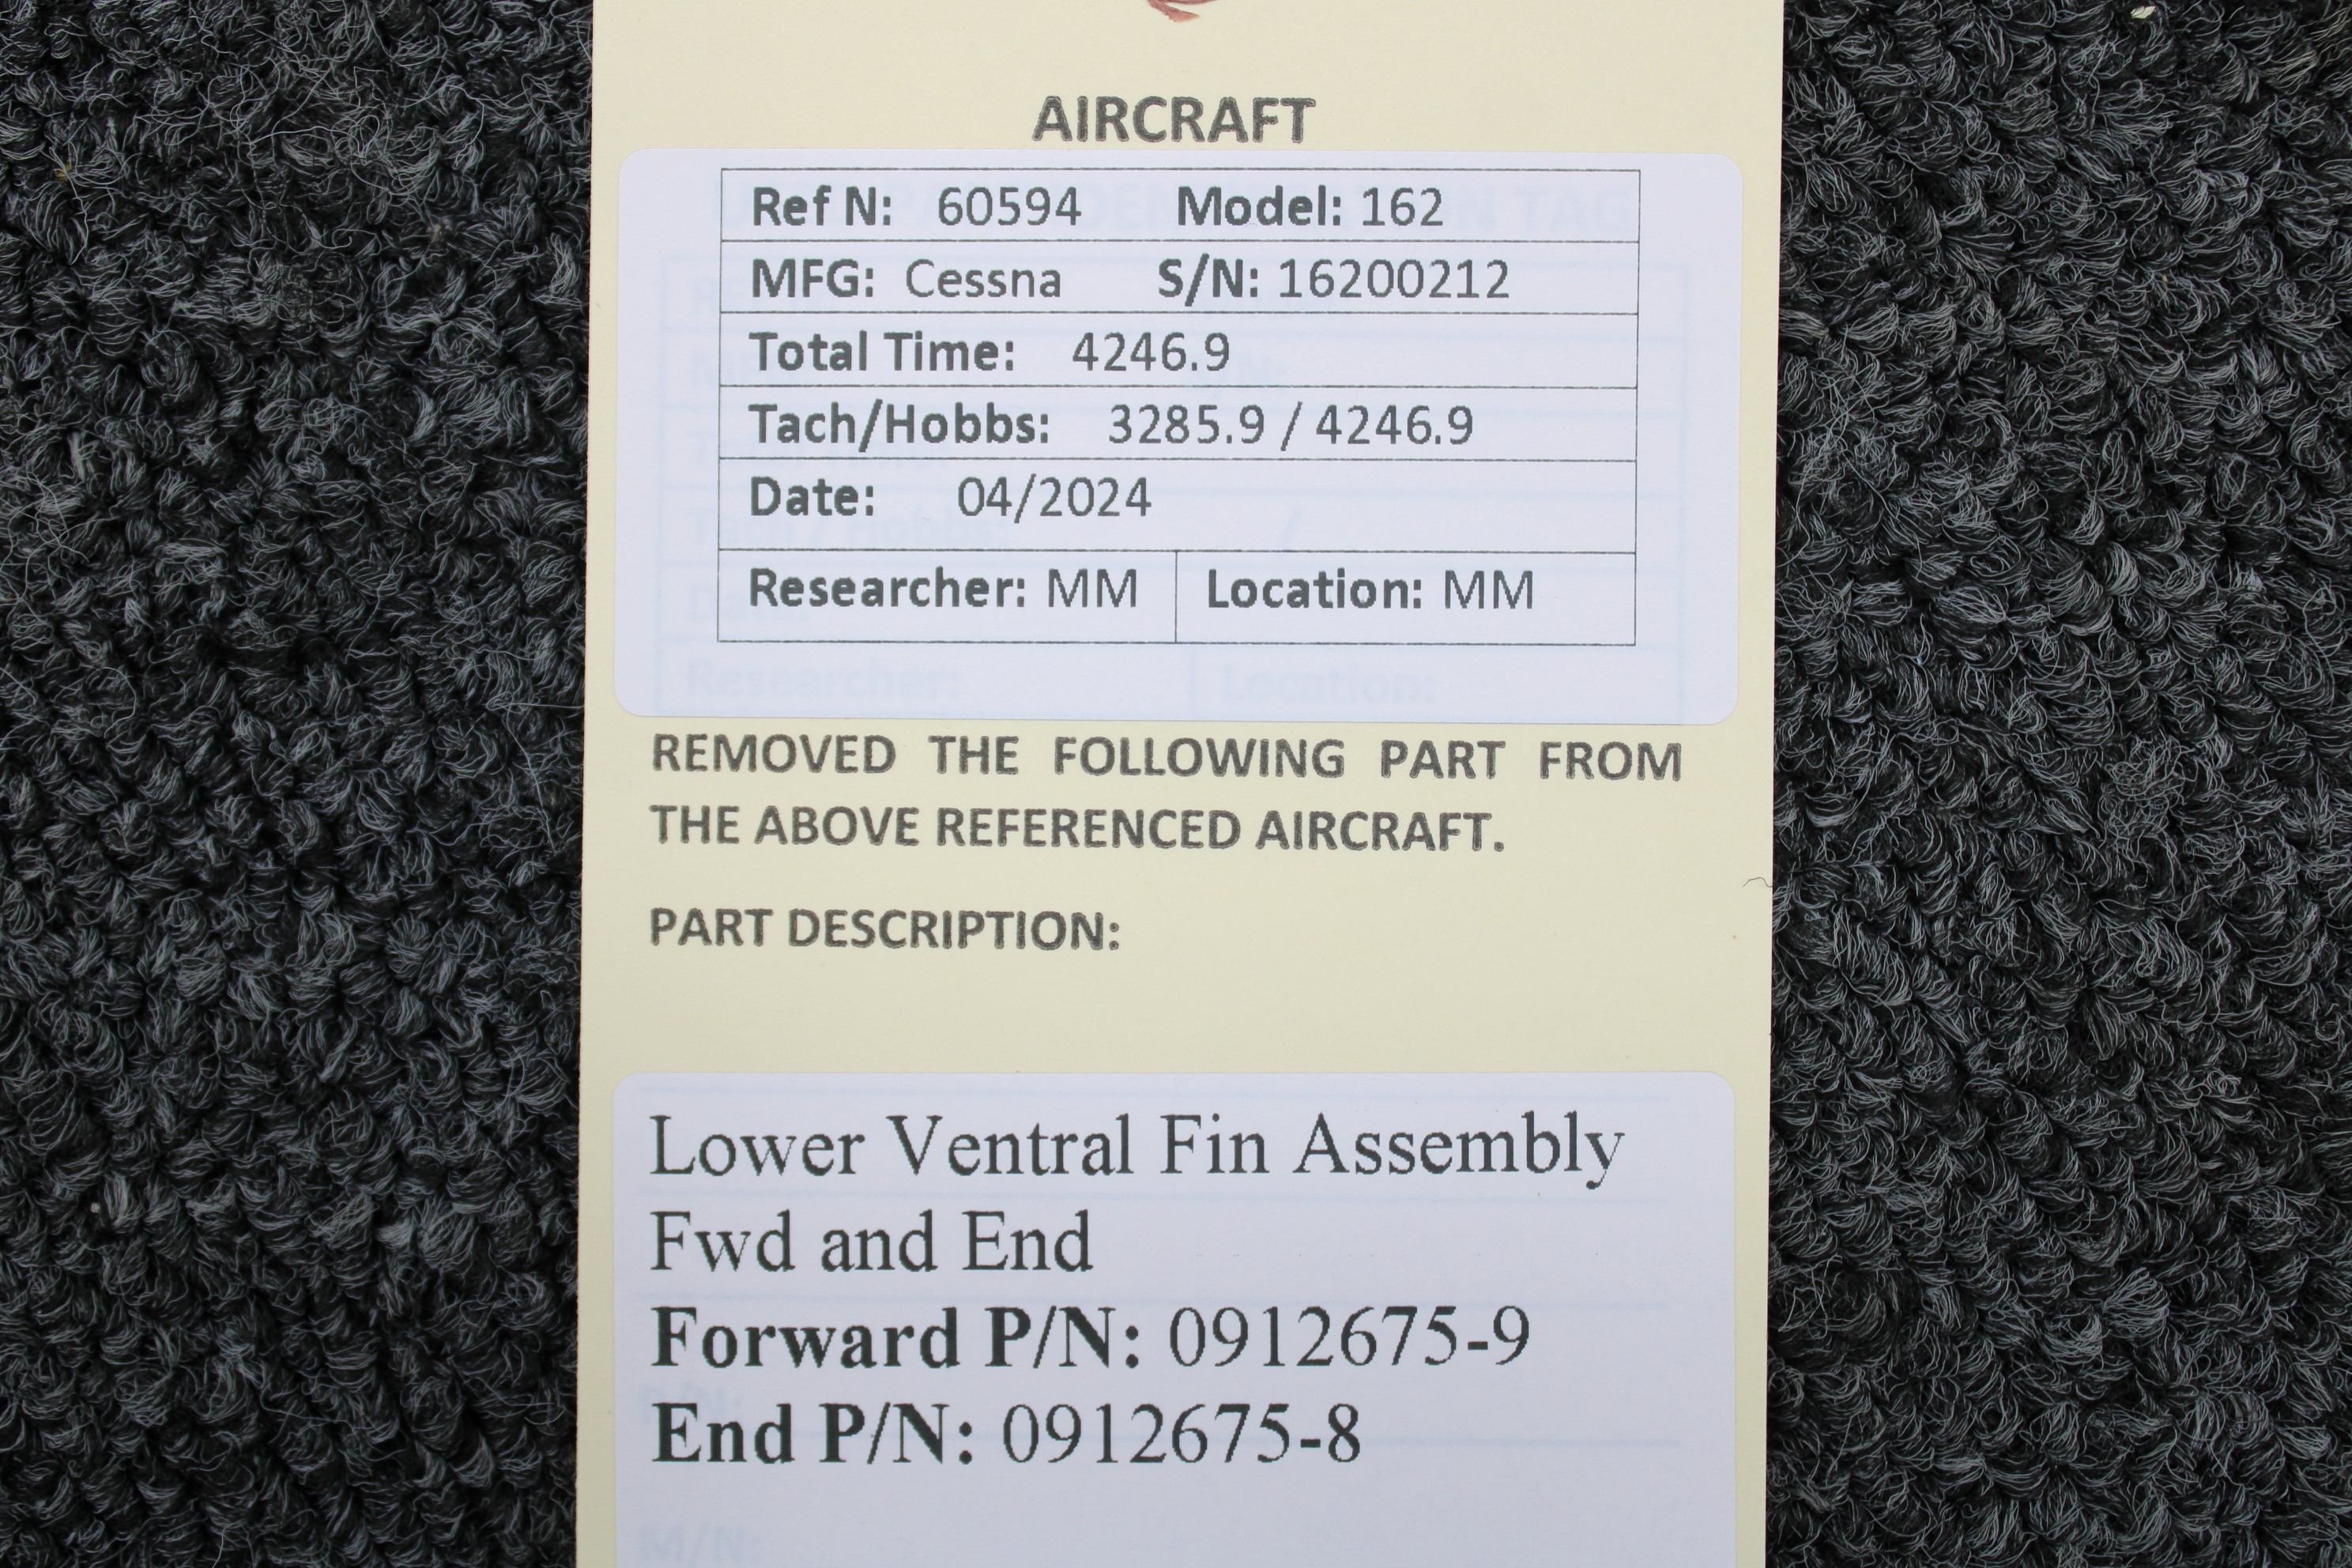 AIRCRAFT
Ref N: 60594 Model: 162
MFG: Cessna S/N: 16200212
Total Time: 4246.9
Tach/Hobbs: 3285.9 / 4246.9
Date: 04/2024
Researcher: MM Location: MM
Researcher: Location:
REMOVED THE FOLLOWING PART FROM
THE ABOVE REFERENCED AIRCRAFT.
PART DESCRIPTION:
Lower Ventral Fin Assembly
Fwd and End
Forward P/N: 0912675-9
P/N:
End P/N: 0912675-8
M/N: